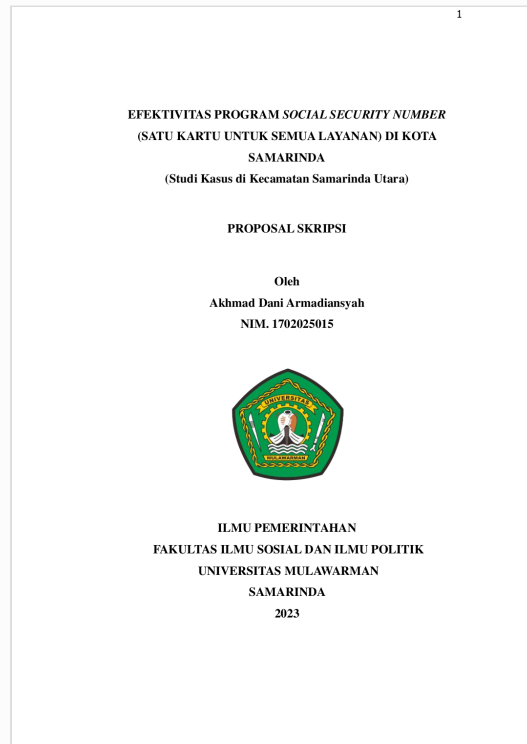 1
EFEKTIVITAS PROGRAM SOCIAL SECURITY NUMBER
(SATU KARTU UNTUK SEMUA LAYANAN) DI KOTA
SAMARINDA
(Studi Kasus di Kecamatan Samarinda Utara)
PROPOSAL SKRIPSI
Oleh
Akhmad Dani Armadiansyah
NIM. 1702025015
UNIVERSITAS
MULAWARMAN
ILMU PEMERINTAHAN
FAKULTAS ILMU SOSIAL DAN ILMU POLITIK
UNIVERSITAS MULAWARMAN
SAMARINDA
2023